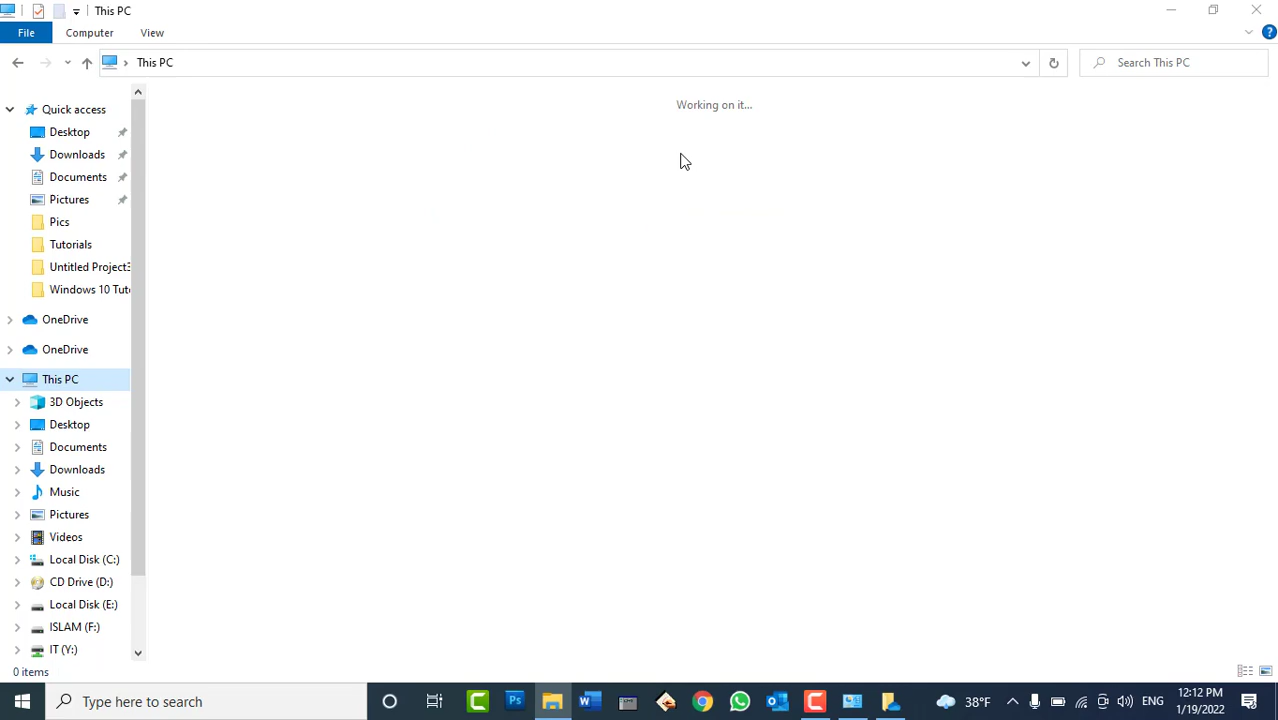 This PC
File Computer View
This PC
Search This PC
Working on it...
Quick access
Desktop
Downloads
Documents
Pictures
Pics
Tutorials
Untitled Project3
Windows 10 Tut
OneDrive
OneDrive
This PC
3D Objects
Desktop
Documents
Downloads
Music
Pictures
Videos
Local Disk (C:)
CD Drive (D:)
Local Disk (E:)
ISLAM (F:)
IT (Y:)
0 items
Type here to search
38°F
ENG
12:12 PM
1/19/2022